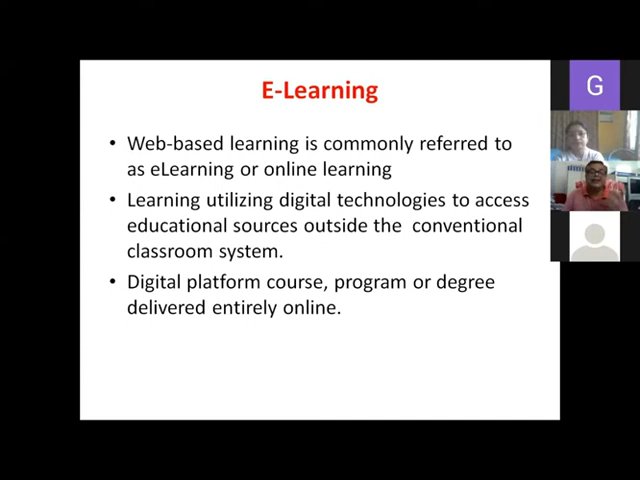 E-Learning
G
• Web-based learning is commonly referred to
as eLearning or online learning
• Learning utilizing digital technologies to access
educational sources outside the conventional
classroom system.
• Digital platform course, program or degree
delivered entirely online.